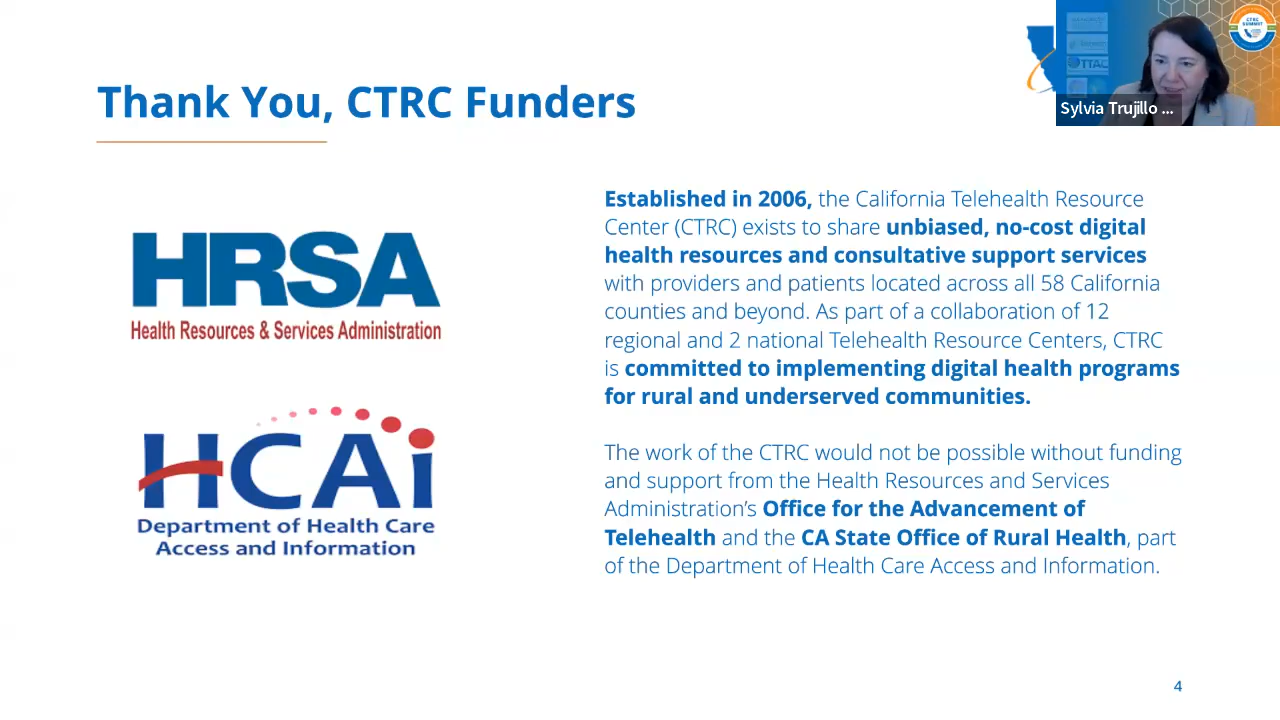 Thank You, CTRC Funders
CTRC
SUMMIT
TTAC
Sylvia Trujillo ...
HRSA
Health Resources & Services Administration
HCAi
Department of Health Care
Access and Information
Established in 2006, the California Telehealth Resource
Center (CTRC) exists to share unbiased, no-cost digital
health resources and consultative support services
with providers and patients located across all 58 California
counties and beyond. As part of a collaboration of 12
regional and 2 national Telehealth Resource Centers, CTRC
is committed to implementing digital health programs
for rural and underserved communities.
The work of the CTRC would not be possible without funding
and support from the Health Resources and Services
Administration’s Office for the Advancement of
Telehealth and the CA State Office of Rural Health, part
of the Department of Health Care Access and Information.
4